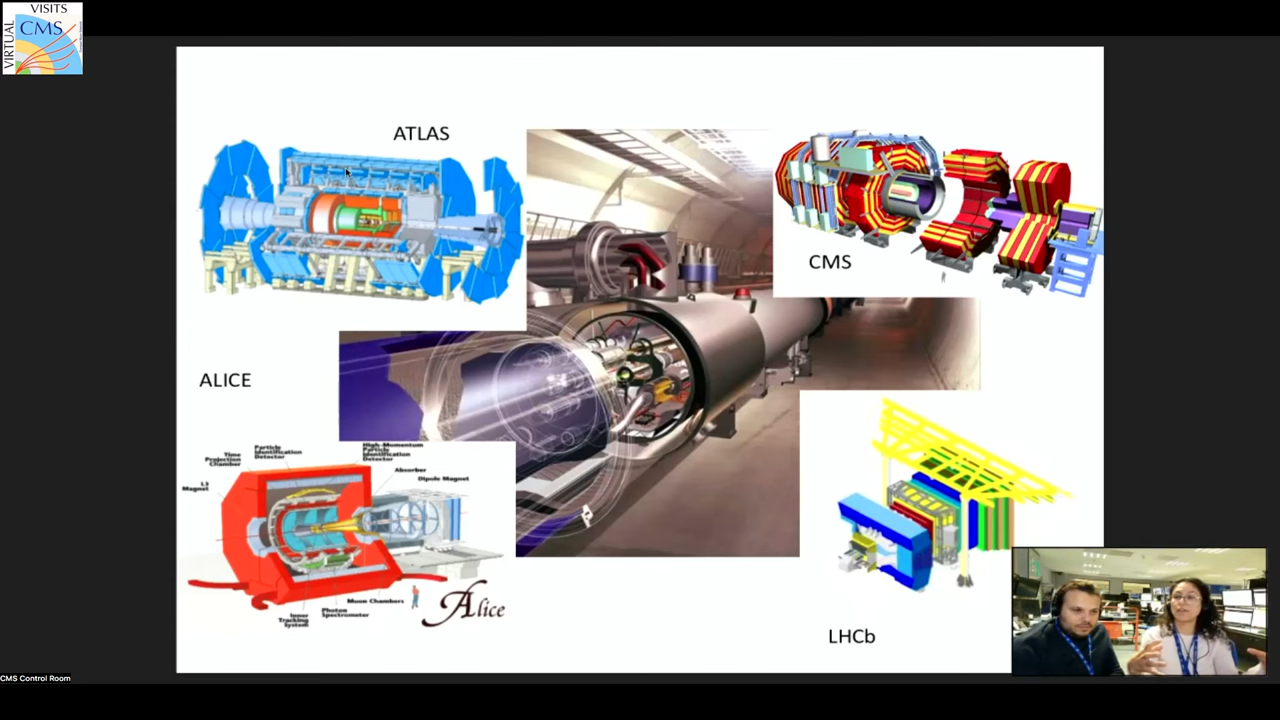 VISITS
CMS
VIRTUAL
ATLAS
CMS
ALICE
Particle
Identification
Detector
High-Momentum
Particle
Identification
Detector
Time
Projection
Chamber
Absorber
Dipole Magnet
L3
Magnet
Muon Chambers
Photon
Spectrometer
Inner
Tracking
System
Alice
LHCb
CMS Control Room